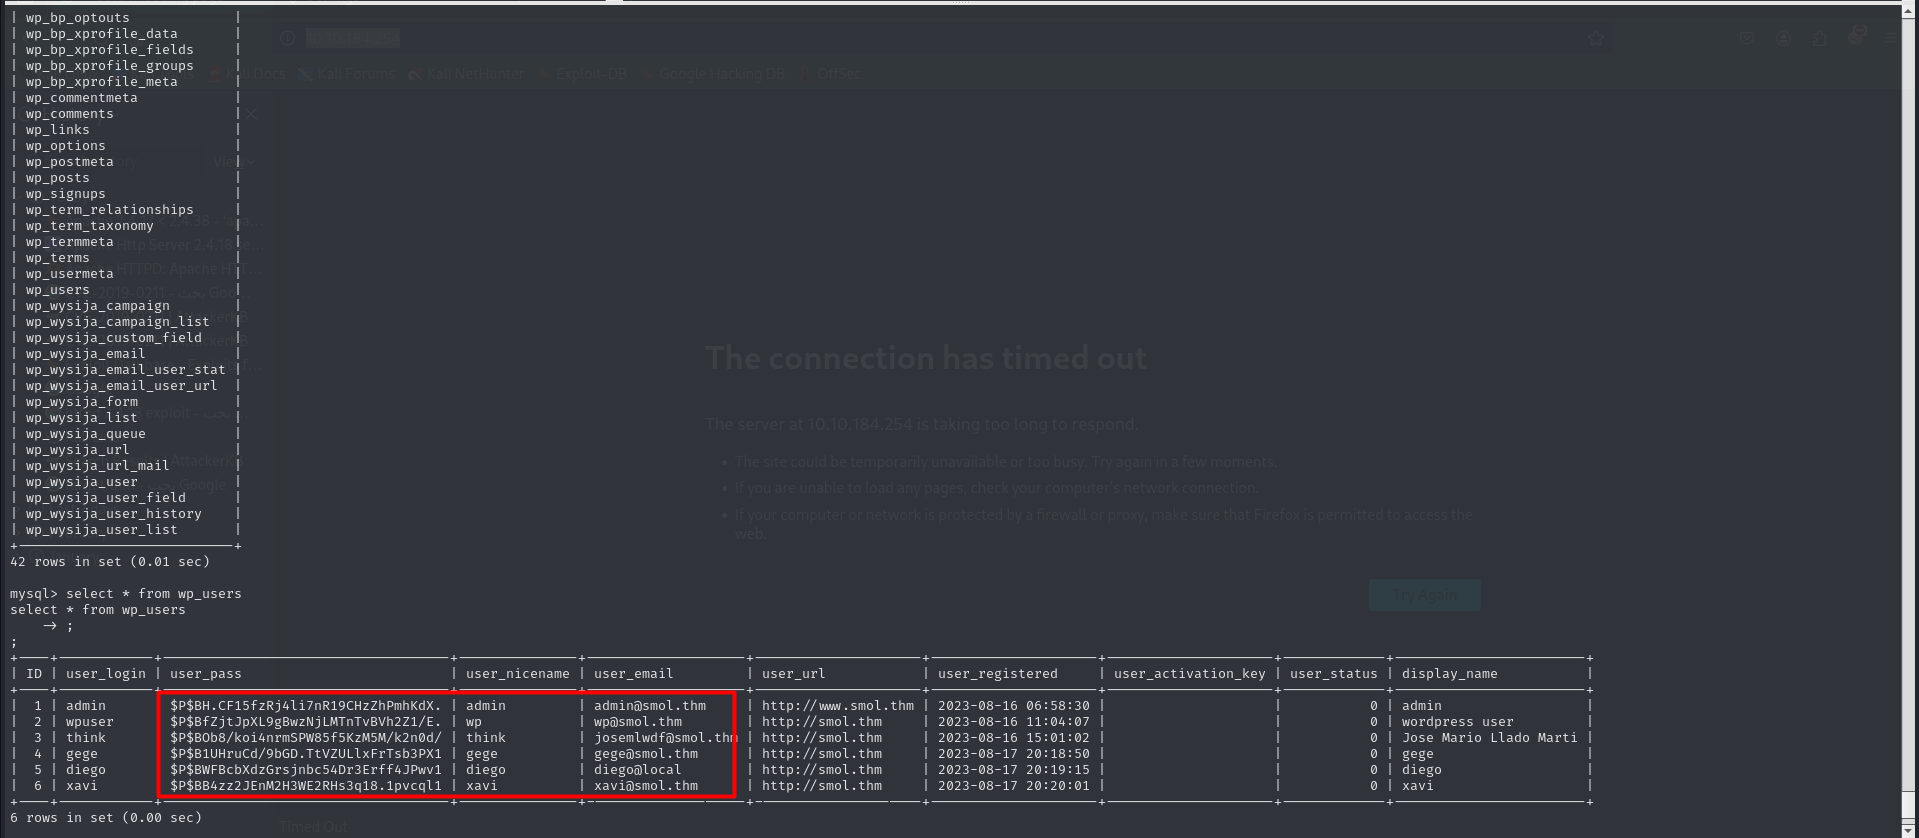 | wp_bp_optouts |
| wp_bp_xprofile_data |
| wp_bp_xprofile_fields |
| wp_bp_xprofile_groups |
| wp_bp_xprofile_meta |
| wp_commentmeta |
| wp_comments |
| wp_links |
| wp_options |
| wp_postmeta |
| wp_posts |
| wp_signups |
| wp_term_relationships |
| wp_term_taxonomy |
| wp_termmeta |
| wp_terms |
| wp_usermeta |
| wp_users |
| wp_wysija_campaign |
| wp_wysija_campaign_list |
| wp_wysija_custom_field |
| wp_wysija_email |
| wp_wysija_email_user_stat |
| wp_wysija_email_user_url |
| wp_wysija_form |
| wp_wysija_list |
| wp_wysija_queue |
| wp_wysija_url |
| wp_wysija_url_mail |
| wp_wysija_user |
| wp_wysija_user_field |
| wp_wysija_user_history |
| wp_wysija_user_list |
42 rows in set (0.01 sec)
mysql> select * from wp_users
select * from wp_users
-> ;
;
| ID | user_login | user_pass | user_nicename | user_email | user_url | user_registered | user_activation_key | user_status | display_name |
| 1 | admin | $P$BH.CF15fzRj4li7nR19CHzZhPmhKdX. | admin | admin@smol.thm | http://www.smol.thm | 2023-08-16 06:58:30 | | 0 | admin |
| 2 | wpuser | $P$BfZjtJpXL9gBwzNjLMTnTvBVh2Z1/E. | wp | wp@smol.thm | http://smol.thm | 2023-08-16 11:04:07 | | 0 | wordpress user |
| 3 | think | $P$BOb8/koi4nrmSPW85f5KzM5M/k2n0d/ | think | josemlwdf@smol.thm | http://smol.thm | 2023-08-16 15:01:02 | | 0 | Jose Mario Llado Marti |
| 4 | gege | $P$B1UHruCd/9bGD.TtVZULlxFrTsb3PX1 | gege | gege@smol.thm | http://smol.thm | 2023-08-17 20:18:50 | | 0 | gege |
| 5 | diego | $P$BWFBcbXdzGrsjnbc54Dr3Erff4JPwv1 | diego | diego@local | http://smol.thm | 2023-08-17 20:19:15 | | 0 | diego |
| 6 | xavi | $P$BB4zz2JEnM2H3WE2RHs3q18.1pvcql1 | xavi | xavi@smol.thm | http://smol.thm | 2023-08-17 20:20:01 | | 0 | xavi |
6 rows in set (0.00 sec)
10.10.184.254
Kali Docs Kali Forums Kali NetHunter Exploit-DB Google Hacking DB OffSec
View
The connection has timed out
The server at 10.10.184.254 is taking too long to respond.
The site could be temporarily unavailable or too busy. Try again in a few moments.
If you are unable to load any pages, check your computer's network connection.
If your computer or network is protected by a firewall or proxy, make sure that Firefox is permitted to access the
web.
Try Again
Timed Out